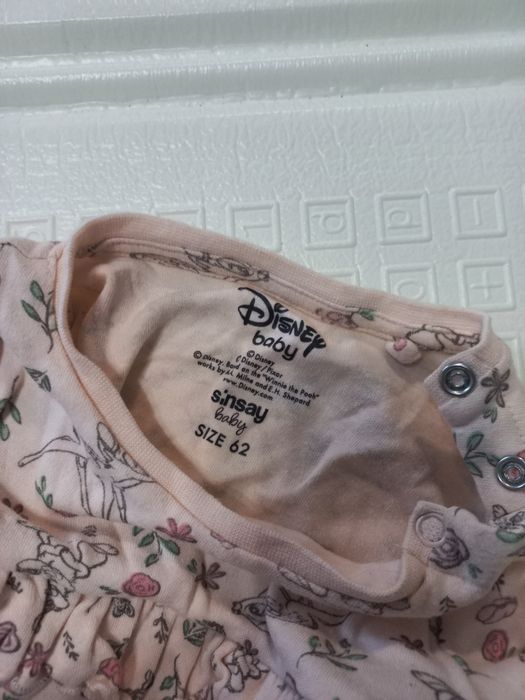 Disney
baby
© Disney
© Disney / Pixar
© Disney. Basd on the "Winnie the Pooh"
works by A. Milne and E.H. Shepard
www.Disney.com
sinsay
baby
SIZE 62